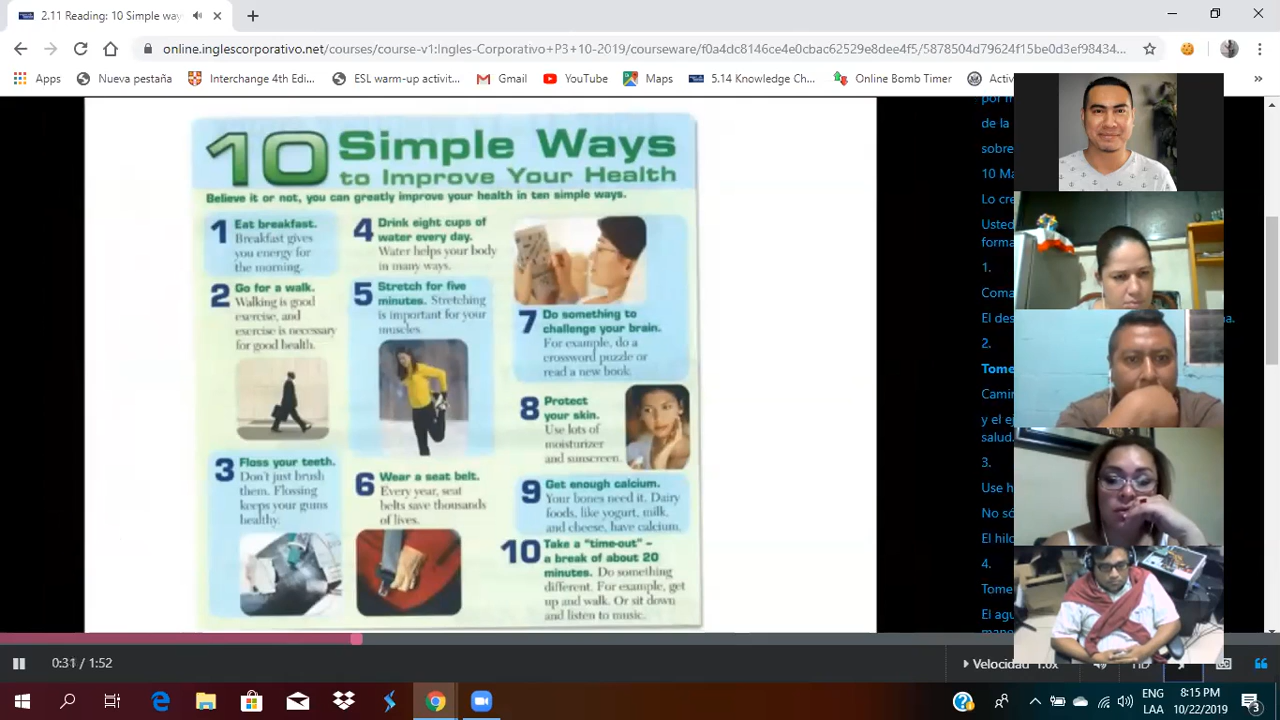 2.11 Reading: 10 Simple ways
online.inglescorporativo.net/courses/course-v1:Ingles-Corporativo+P3+10-2019/courseware/f0a4dc8146ce4e0cbac62529e8dee4f5/5878504d79624f15be0d3ef98434...
Apps
Nueva pestaña
Interchange 4th Edi...
ESL warm-up activit...
Gmail
YouTube
Maps
5.14 Knowledge Ch...
Online Bomb Timer
Activ
10 Simple Ways
to Improve Your Health
Believe it or not, you can greatly improve your health in ten simple ways.
1 Eat breakfast.
Breakfast gives
you energy for
the morning.
2 Go for a walk.
Walking is good
exercise, and
exercise is necessary
for good health.
3 Floss your teeth.
Don't just brush
them. Flossing
keeps your gums
healthy.
4 Drink eight cups of
water every day.
Water helps your body
in many ways.
5 Stretch for five
minutes. Stretching
is important for your
muscles.
6 Wear a seat belt.
Every year, seat
belts save thousands
of lives.
7 Do something to
challenge your brain.
For example, do a
crossword puzzle or
read a new book.
8 Protect
your skin.
Use lots of
moisturizer
and sunscreen.
9 Get enough calcium.
Your bones need it. Dairy
foods, like yogurt, milk,
and cheese, have calcium.
10 Take a "time-out" –
a break of about 20
minutes. Do something
different. For example, get
up and walk. Or sit down
and listen to music.
por m
de la
sobre
10 Ma
Lo cre
Usted
forma
1.
Coma
El des
na.
2.
Tome
Camin
y el ej
salud.
3.
Use h
No só
El hilo
4.
Tome
El agu
mane
0:31 / 1:52
Velocidad 1.0x
HD
ENG
LAA
8:15 PM
10/22/2019
3